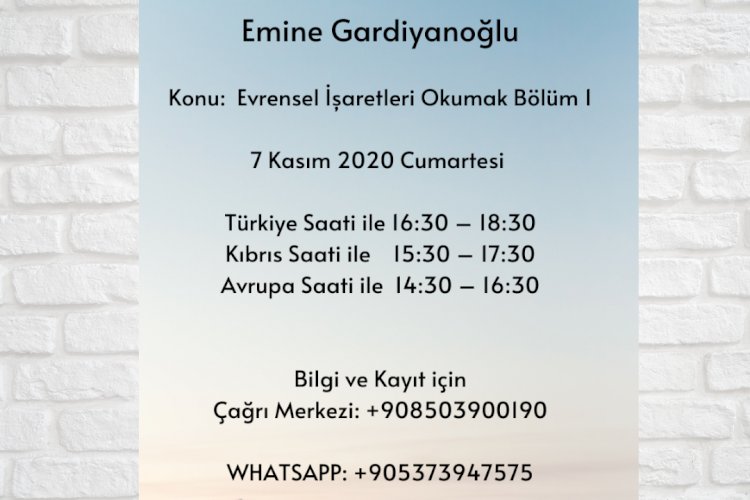 Emine Gardiyanoğlu
Konu: Evrensel İşaretleri Okumak Bölüm 1
7 Kasım 2020 Cumartesi
Türkiye Saati ile 16:30 – 18:30
Kıbrıs Saati ile 15:30 – 17:30
Avrupa Saati ile 14:30 – 16:30
Bilgi ve Kayıt için
Çağrı Merkezi: +908503900190
WHATSAPP: +905373947575